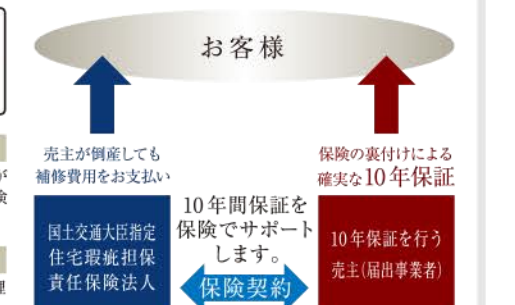 お客様
売主が倒産しても
補修費用をお支払い
保険の裏付けによる
確実な10年保証
国土交通大臣指定
住宅瑕疵担保
責任保険法人
10年間保証を
保険でサポート
します。
保険契約
10年保証を行う
売主(届出事業者)
が
険
理